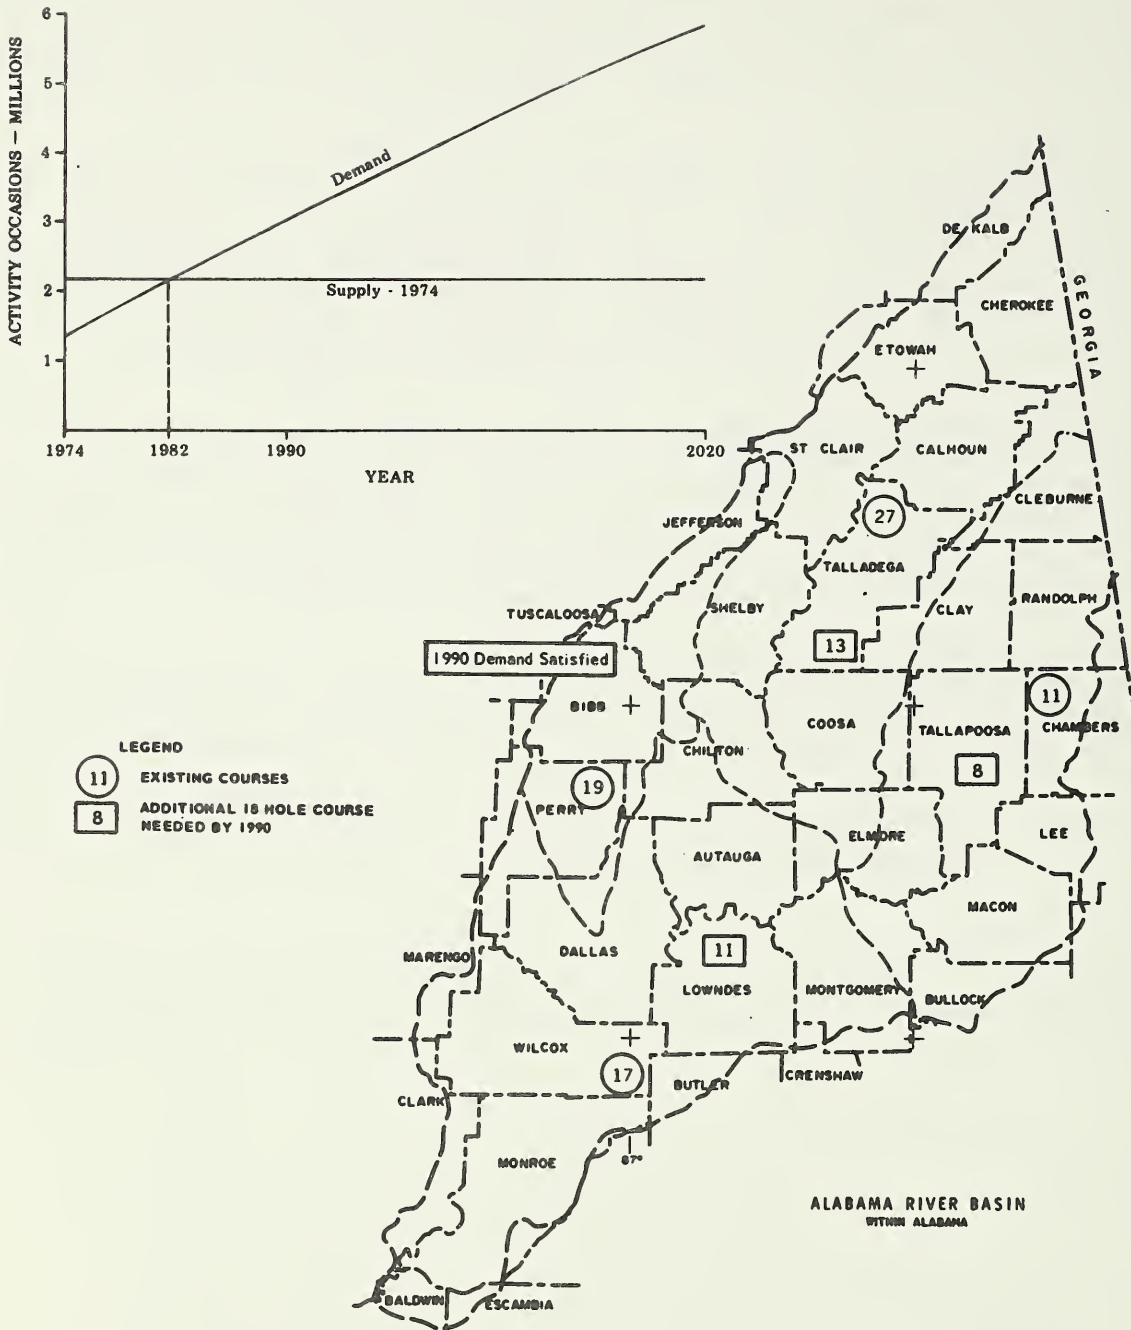 ACTIVITY OCCASIONS – MILLIONS
6
5
4
3
2
1
Demand
Supply - 1974
1974
1982
1990
2020
YEAR
DE KALB
GEORGIA
CHEROKEE
ETOWAH
ST CLAIR
CALHOUN
CLEBURNE
27
JEFFERSON
TALLADEGA
RANDOLPH
TUSCALOOSA
SHELBY
CLAY
1990 Demand Satisfied
13
BIBB
11
COOSA
TALLAPOOSA
CHAMBERS
CHILTON
8
LEGEND
11 EXISTING COURSES
8 ADDITIONAL 18 HOLE COURSE
NEEDED BY 1990
19
PERRY
ELMORE
LEE
AUTAUGA
MACON
MARENGO
DALLAS
11
LOWNDES
MONTGOMERY
BULLOCK
WILCOX
17
BUTLER
CRENSHAW
CLARK
MONROE
87°
ALABAMA RIVER BASIN
WITHIN ALABAMA
BALDWIN
ESCAMBIA